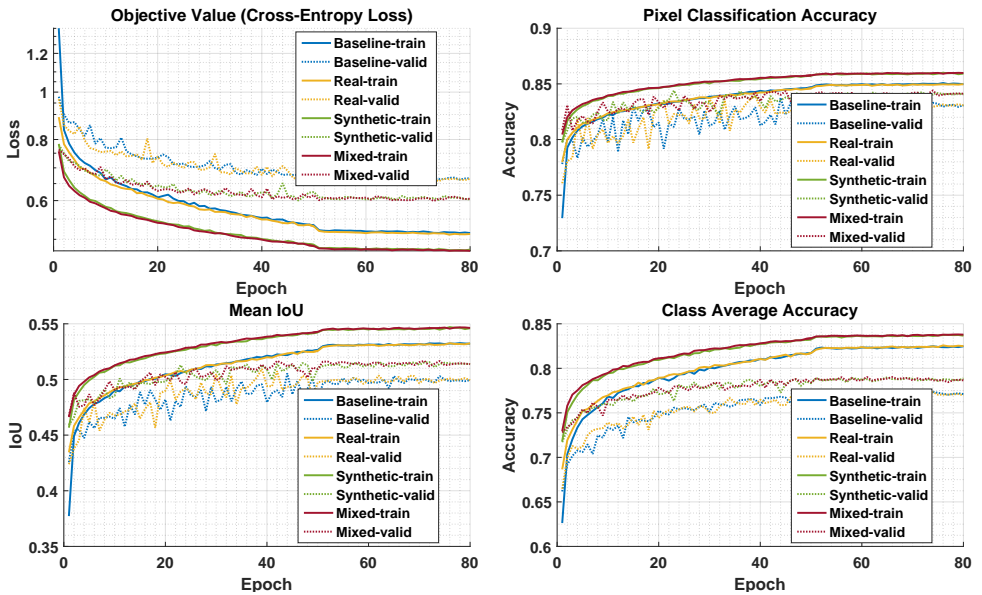 Objective Value (Cross-Entropy Loss)
Loss
1.2
1
0.8
0.6
0
20
40
60
80
Epoch
Baseline-train
Baseline-valid
Real-train
Real-valid
Synthetic-train
Synthetic-valid
Mixed-train
Mixed-valid
Pixel Classification Accuracy
Accuracy
0.9
0.85
0.8
0.75
0.7
0
20
40
60
80
Epoch
Baseline-train
Baseline-valid
Real-train
Real-valid
Synthetic-train
Synthetic-valid
Mixed-train
Mixed-valid
Mean IoU
IoU
0.55
0.5
0.45
0.4
0.35
0
20
40
60
80
Epoch
Baseline-train
Baseline-valid
Real-train
Real-valid
Synthetic-train
Synthetic-valid
Mixed-train
Mixed-valid
Class Average Accuracy
Accuracy
0.85
0.8
0.75
0.7
0.65
0.6
0
20
40
60
80
Epoch
Baseline-train
Baseline-valid
Real-train
Real-valid
Synthetic-train
Synthetic-valid
Mixed-train
Mixed-valid